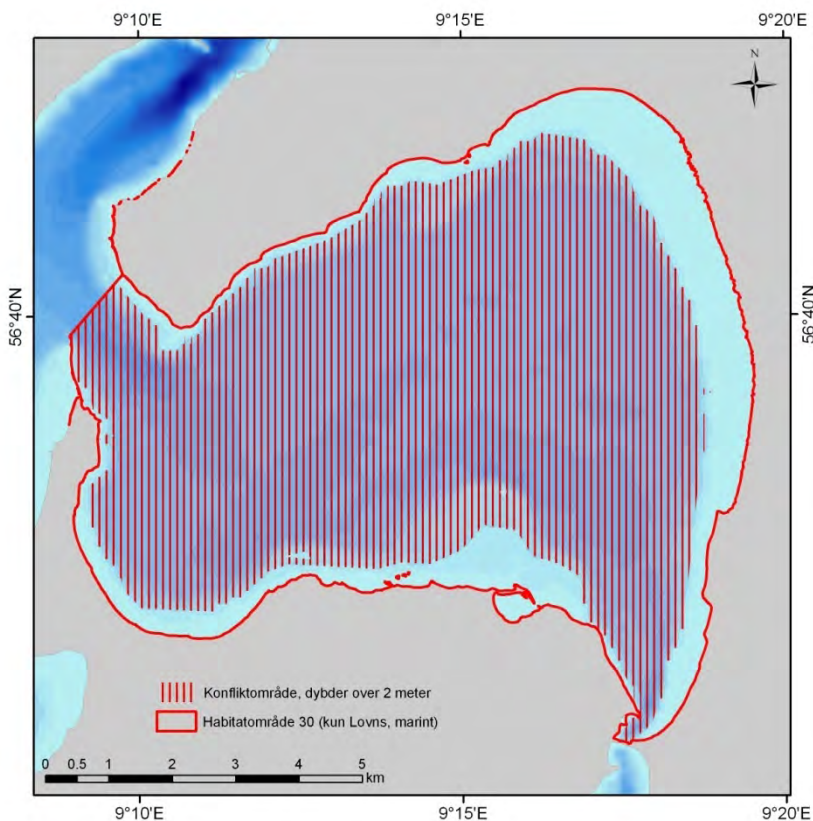 9°10'E 9°15'E 9°20'E
N
56°40'N 56°40'N
Konfliktområde, dybder over 2 meter
Habitatområde 30 (kun Lovns, marint)
0 0.5 1 2 3 4 5
km
9°10'E 9°15'E 9°20'E